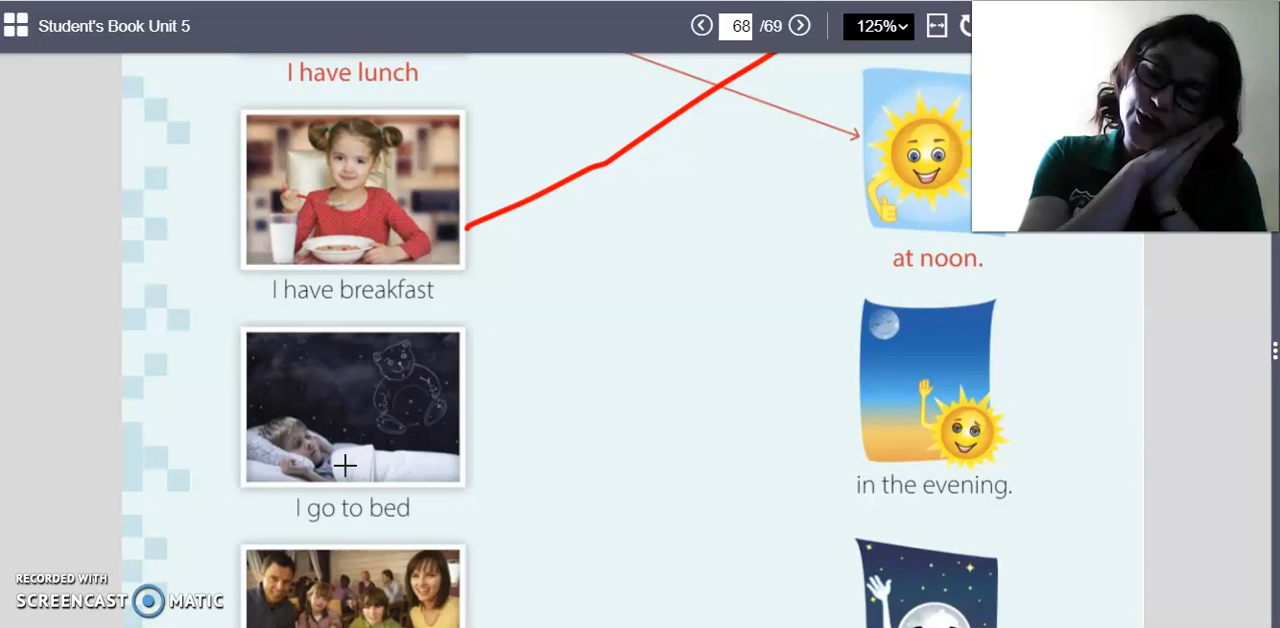 Student's Book Unit 5
68 /69
125%
I have lunch
I have breakfast
at noon.
I go to bed
in the evening.
RECORDED WITH
SCREENCAST MATIC